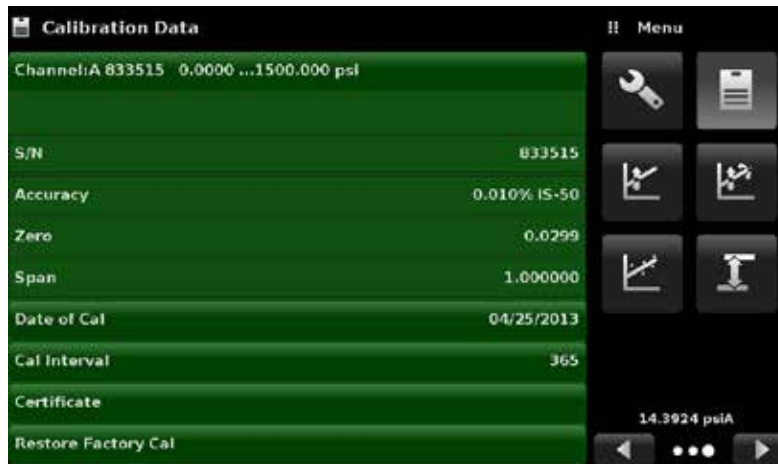 Calibration Data
Menu
Channel:A 833515 0.0000 ...1500.000 psi
S/N 833515
Accuracy 0.010% IS-50
Zero 0.0299
Span 1.000000
Date of Cal 04/25/2013
Cal Interval 365
Certificate
Restore Factory Cal
14.3924 psiA